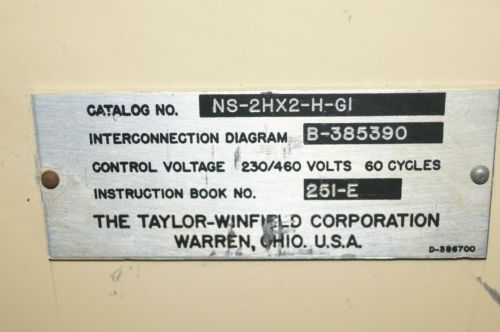 CATALOG NO. NS-2HX2-H-G1
INTERCONNECTION DIAGRAM B-385390
CONTROL VOLTAGE 230/460 VOLTS 60 CYCLES
INSTRUCTION BOOK NO. 251-E
THE TAYLOR-WINFIELD CORPORATION
WARREN, OHIO. U.S.A.
D-386700